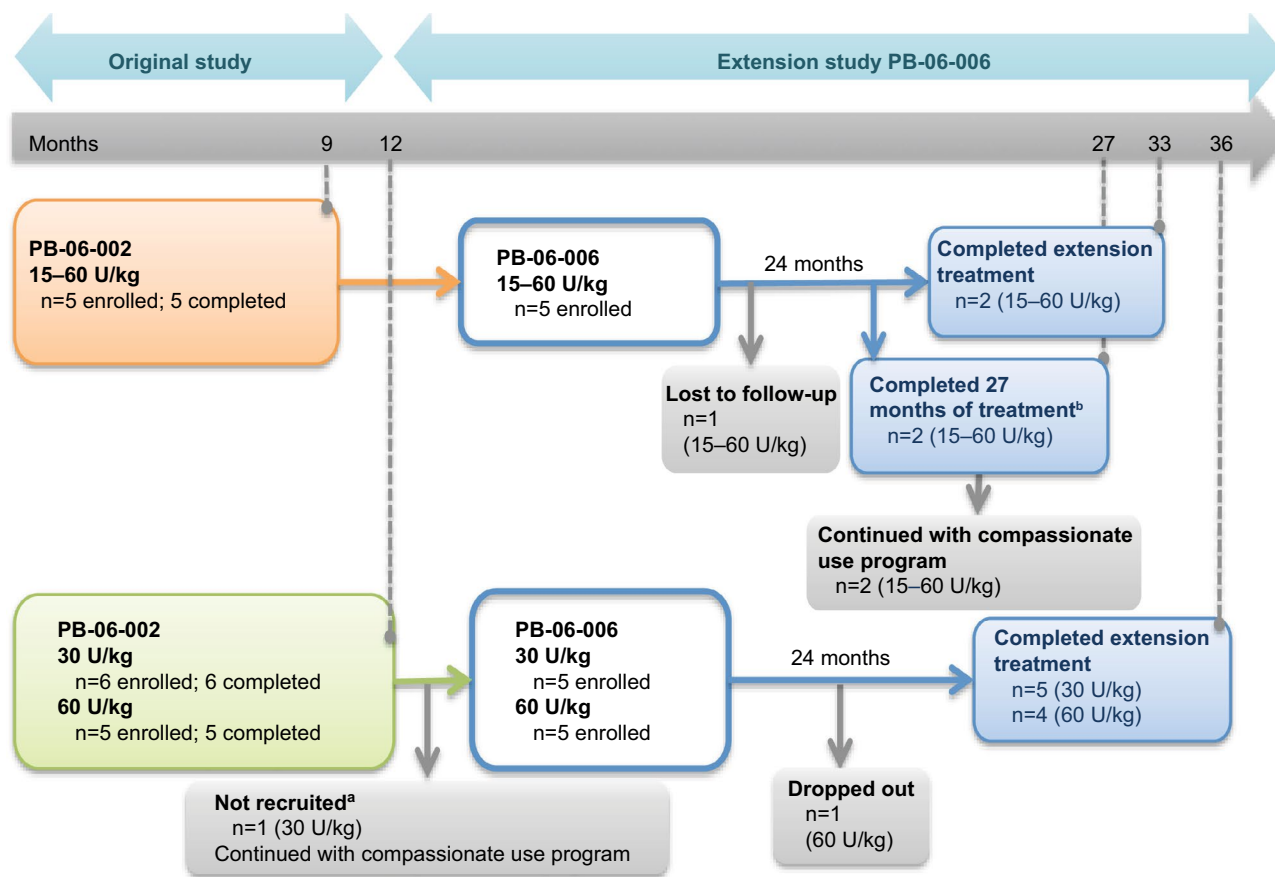 Original study
Extension study PB-06-006
Months 9 12 27 33 36
PB-06-002
15–60 U/kg
n=5 enrolled; 5 completed
PB-06-006
15–60 U/kg
n=5 enrolled
24 months
Completed extension
treatment
n=2 (15–60 U/kg)
Lost to follow-up
n=1
(15–60 U/kg)
Completed 27
months of treatmentᵇ
n=2 (15–60 U/kg)
Continued with compassionate
use program
n=2 (15–60 U/kg)
PB-06-002
30 U/kg
n=6 enrolled; 6 completed
60 U/kg
n=5 enrolled; 5 completed
PB-06-006
30 U/kg
n=5 enrolled
60 U/kg
n=5 enrolled
24 months
Completed extension
treatment
n=5 (30 U/kg)
n=4 (60 U/kg)
Not recruitedᵃ
n=1 (30 U/kg)
Continued with compassionate use program
Dropped out
n=1
(60 U/kg)